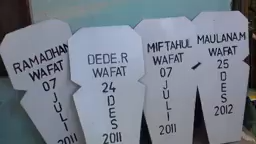 RAMADHAN
WAFAT
07
JULI
2011
DEDE.R
WAFAT
24
DES
2011
MIFTAHUL
WAFAT
07
JULI
2011
MAULANA.M
WAFAT
25
DES
2012